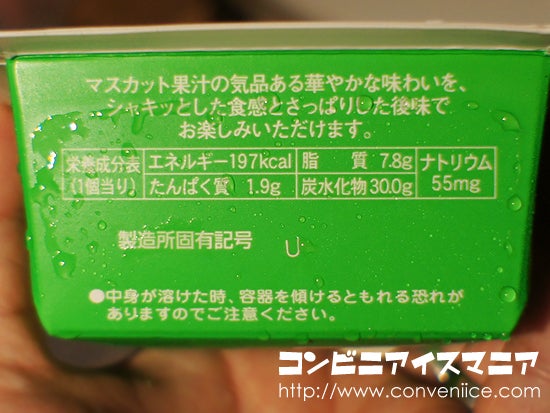 マスカット果汁の気品ある華やかな味わいを、
シャキッとした食感とさっぱりした後味で
お楽しみいただけます。
栄養成分表 エネルギー197kcal 脂 質 7.8g ナトリウム
(1個当り) たんぱく質 1.9g 炭水化物 30.0g 55mg
製造所固有記号 U
●中身が溶けた時、容器を傾けるともれる恐れが
ありますのでご注意ください。
コンビニアイスマニア
http://www.conveniice.com/